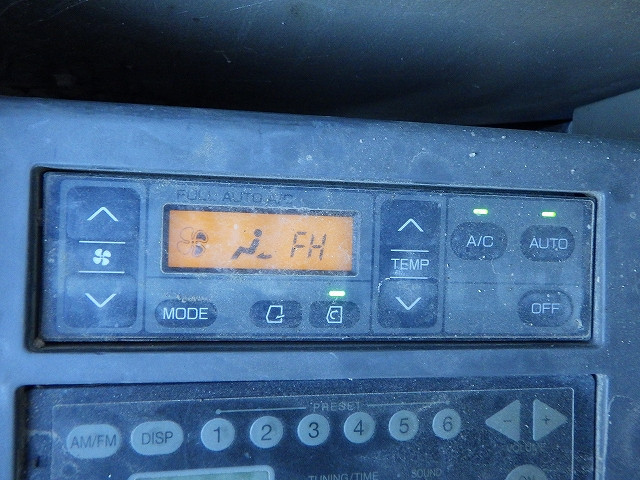 FULL AUTO A/C
FH
TEMP
A/C
AUTO
MODE
OFF
PRESET
AM/FM
DISP
1
2
3
4
5
6
-
+
VOLUME
TUNING/TIME
SOUND